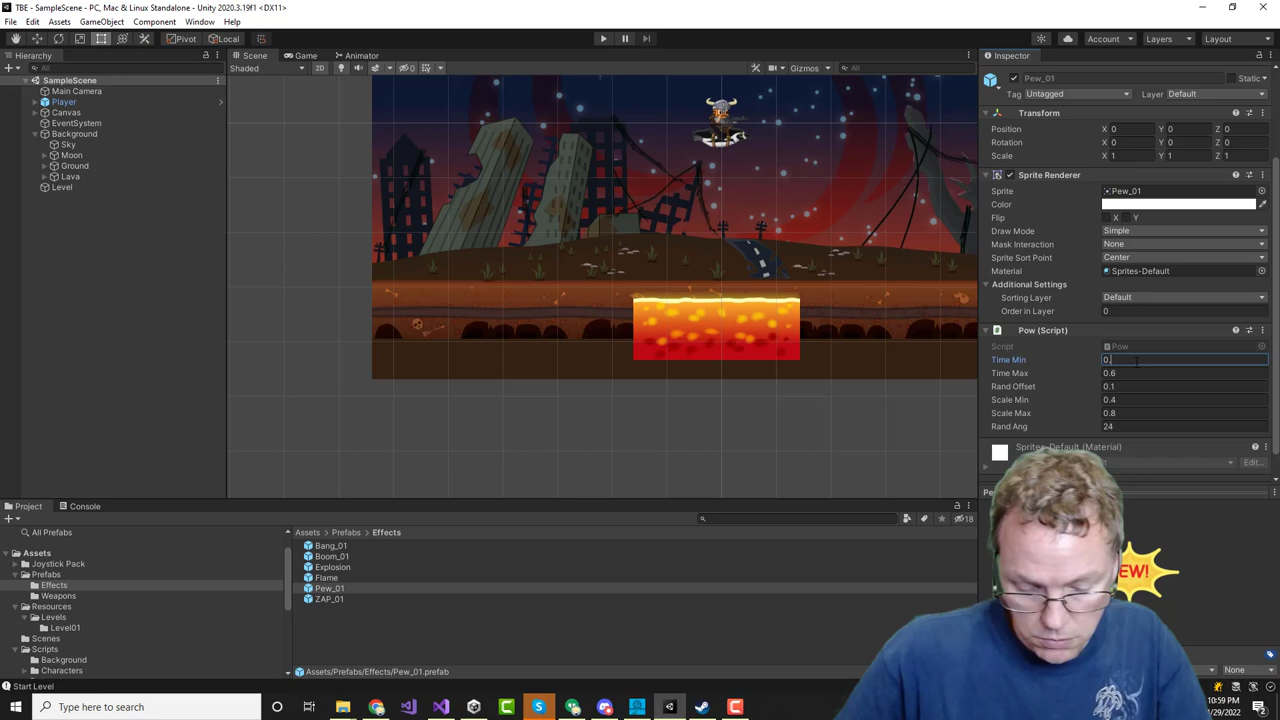 TBE - SampleScene - PC, Mac & Linux Standalone - Unity 2020.3.19f1 <DX11>
File Edit Assets GameObject Component Window Help
Pivot Local Account Layers Layout
Hierarchy
All
SampleScene
Main Camera
Player
Canvas
EventSystem
Background
Sky
Moon
Ground
Lava
Level
Scene Game Animator
Shaded 2D 0 Gizmos All
Inspector
Pew_01 Static
Tag Untagged Layer Default
Transform
Position X 0 Y 0 Z 0
Rotation X 0 Y 0 Z 0
Scale X 1 Y 1 Z 1
Sprite Renderer
Sprite Pew_01
Color
Flip X Y
Draw Mode Simple
Mask Interaction None
Sprite Sort Point Center
Material Sprites-Default
Additional Settings
Sorting Layer Default
Order in Layer 0
Pow (Script)
Script Pow
Time Min 0.
Time Max 0.6
Rand Offset 0.1
Scale Min 0.4
Scale Max 0.8
Rand Ang 24
Sprites-Default (Material)
Edit...
EW!
None
Project Console
18
All Prefabs
Assets
Joystick Pack
Prefabs
Effects
Weapons
Resources
Levels
Level01
Scenes
Scripts
Background
Characters
Assets Prefabs Effects
Bang_01
Boom_01
Explosion
Flame
Pew_01
ZAP_01
Assets/Prefabs/Effects/Pew_01.prefab
Start Level
Type here to search
10:59 PM
/29/2022